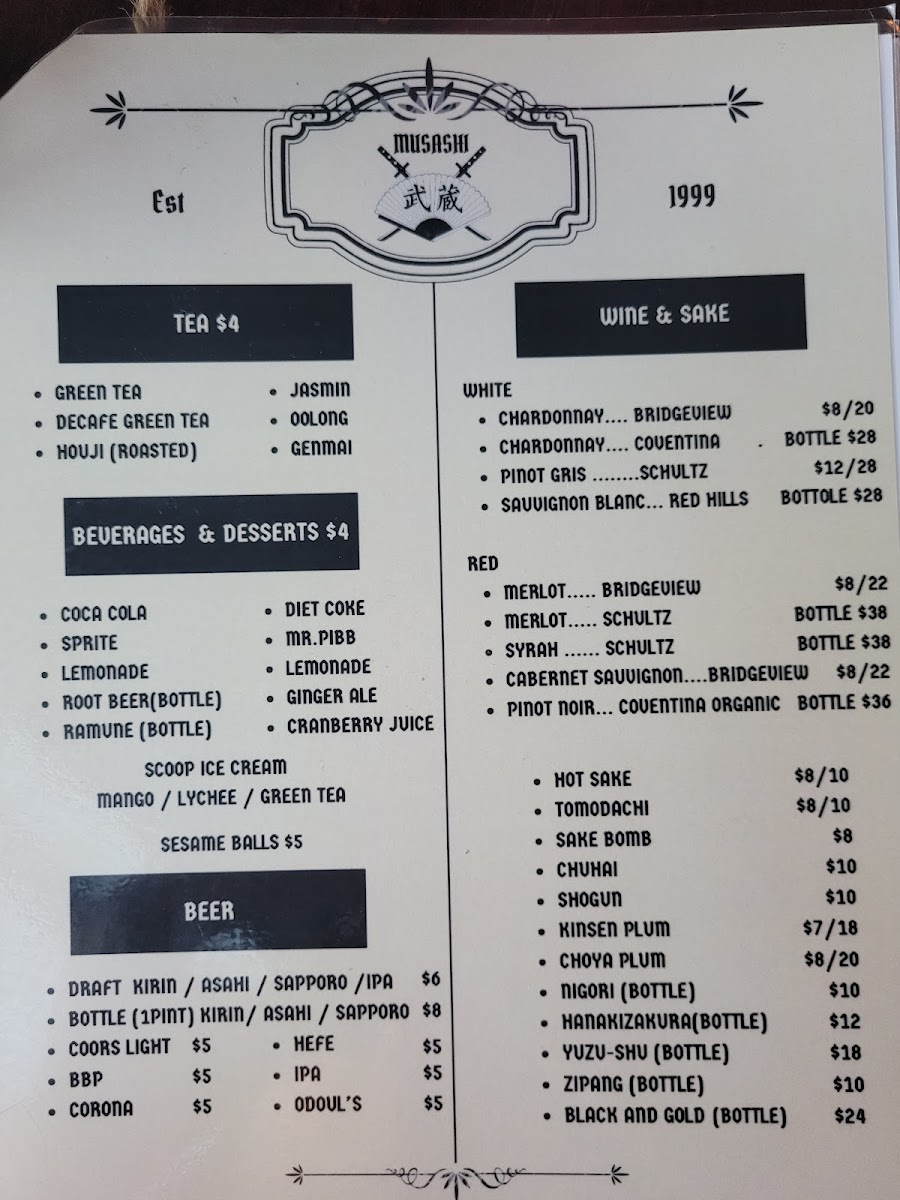 MUSASHI
武蔵
Est
1999
TEA $4
• GREEN TEA
• DECAFE GREEN TEA
• HOUJI (ROASTED)
• JASMIN
• OOLONG
• GENMAI
BEVERAGES & DESSERTS $4
• COCA COLA
• SPRITE
• LEMONADE
• ROOT BEER(BOTTLE)
• RAMUNE (BOTTLE)
• DIET COKE
• MR.PIBB
• LEMONADE
• GINGER ALE
• CRANBERRY JUICE
SCOOP ICE CREAM
MANGO / LYCHEE / GREEN TEA
SESAME BALLS $5
BEER
• DRAFT KIRIN / ASAHI / SAPPORO /IPA $6
• BOTTLE (1PINT) KIRIN/ ASAHI / SAPPORO $8
• COORS LIGHT $5
• BBP $5
• CORONA $5
• HEFE $5
• IPA $5
• ODOUL'S $5
WINE & SAKE
WHITE
• CHARDONNAY.... BRIDGEVIEW $8/20
• CHARDONNAY.... COVENTINA . BOTTLE $28
• PINOT GRIS ........SCHULTZ $12/28
• SAUVIGNON BLANC... RED HILLS BOTTOLE $28
RED
• MERLOT..... BRIDGEVIEW $8/22
• MERLOT..... SCHULTZ BOTTLE $38
• SYRAH ...... SCHULTZ BOTTLE $38
• CABERNET SAUVIGNON....BRIDGEVIEW $8/22
• PINOT NOIR... COVENTINA ORGANIC BOTTLE $36
• HOT SAKE $8/10
• TOMODACHI $8/10
• SAKE BOMB $8
• CHUHAI $10
• SHOGUN $10
• KINSEN PLUM $7/18
• CHOYA PLUM $8/20
• NIGORI (BOTTLE) $10
• HANAKIZAKURA(BOTTLE) $12
• YUZU-SHU (BOTTLE) $18
• ZIPANG (BOTTLE) $10
• BLACK AND GOLD (BOTTLE) $24